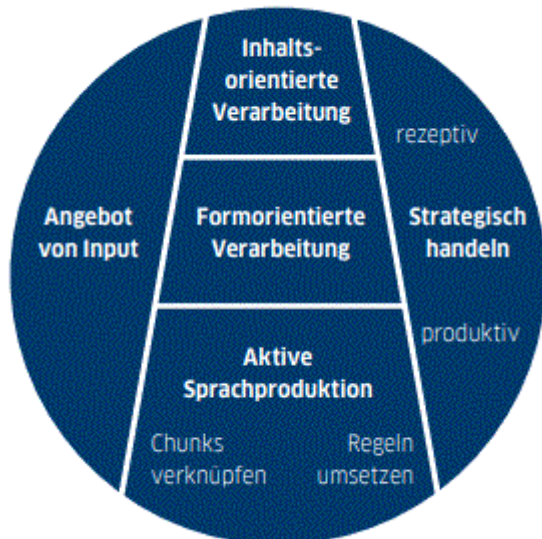 Inhalts-
orientierte
Verarbeitung
rezeptiv
Angebot
von Input
Formorientierte
Verarbeitung
Strategisch
handeln
produktiv
Aktive
Sprachproduktion
Chunks
verknüpfen
Regeln
umsetzen